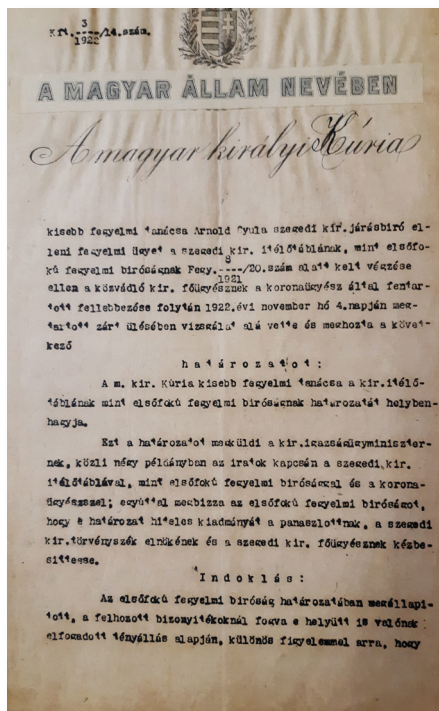 Kft. 3/1922/14.szám.
A MAGYAR ÁLLAM NEVÉBEN
A magyar királyi Kúria
kisebb fegyelmi tanácsa Arnold Gyula szegedi kir.járásbiró el-
leni fegyelmi ügyet a szegedi kir. itélőtáblának, mint elsőfo-
kú fegyelmi biróságnak Fegy. 8/1921/20.szám alatt kelt végzése
ellen a közvádló kir. főügyésznek a koronaügyész által fentar-
tott fellebbezése folytán 1922.évi november hó 4.napján meg-
tartott zárt ülésében vizsgálat alá vette és meghozta a követ-
kező
h a t á r o z a t o t :
A m. kir. Kúria kisebb fegyelmi tanácsa a kir.itélő-
táblának mint elsőfokú fegyelmi biróságnak határozatát helyben-
hagyja.
Ezt a határozatot megküldi a kir.igazságügyminiszter-
nek, közli négy példányban az iratok kapcsán a szegedi kir.
itélőtáblával, mint elsőfokú fegyelmi birósággal és a korona-
ügyésszel; egyúttal megbizza az elsőfokú fegyelmi biróságot,
hogy e határozat hiteles kiadmányát a panaszlottnak, a szegedi
kir.törvényszék elnökének és a szegedi kir. főügyésznek kézbe-
sittesse.
I n d o k l á s :
Az elsőfokú fegyelmi biróság határozatában megállapi-
tott, a felhozott bizonyitékoknál fogva e helyütt is valónak
elfogadott tényállás alapján, különös figyelemmel arra, hogy